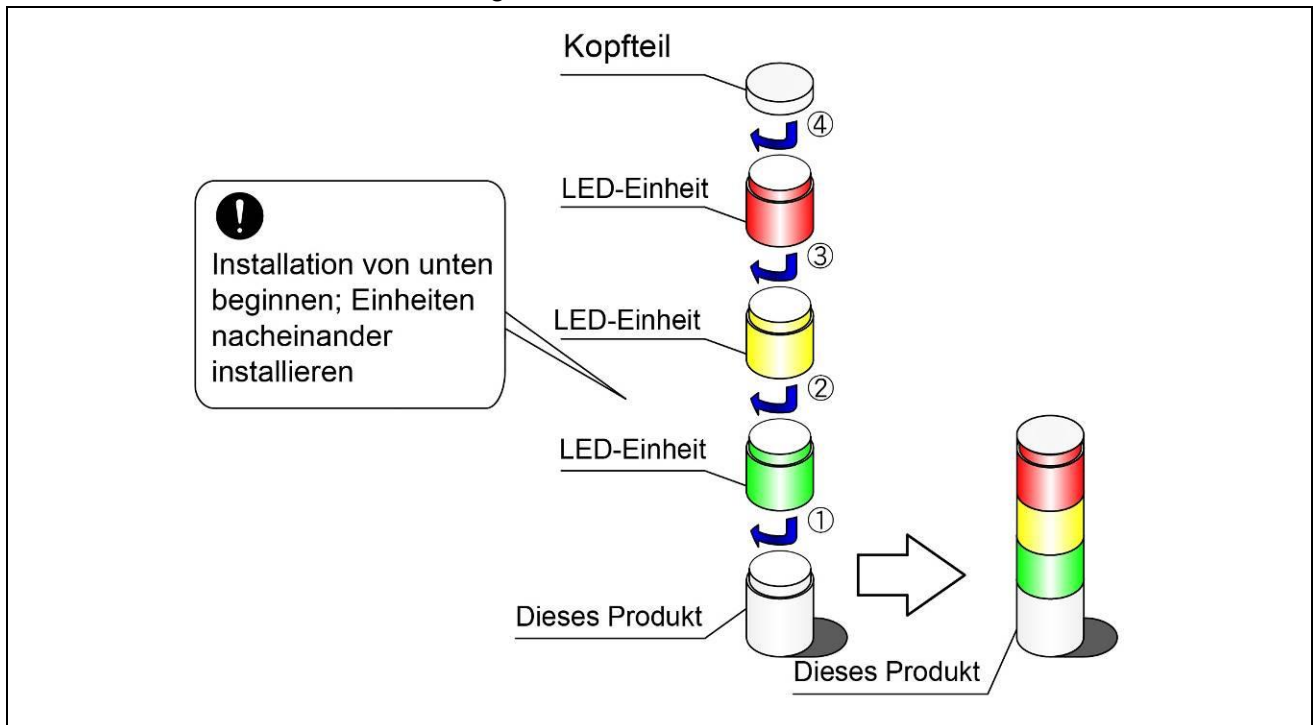 Kopfteil
④
LED-Einheit
③
Installation von unten
beginnen; Einheiten
nacheinander
installieren
LED-Einheit
②
LED-Einheit
①
Dieses Produkt
Dieses Produkt